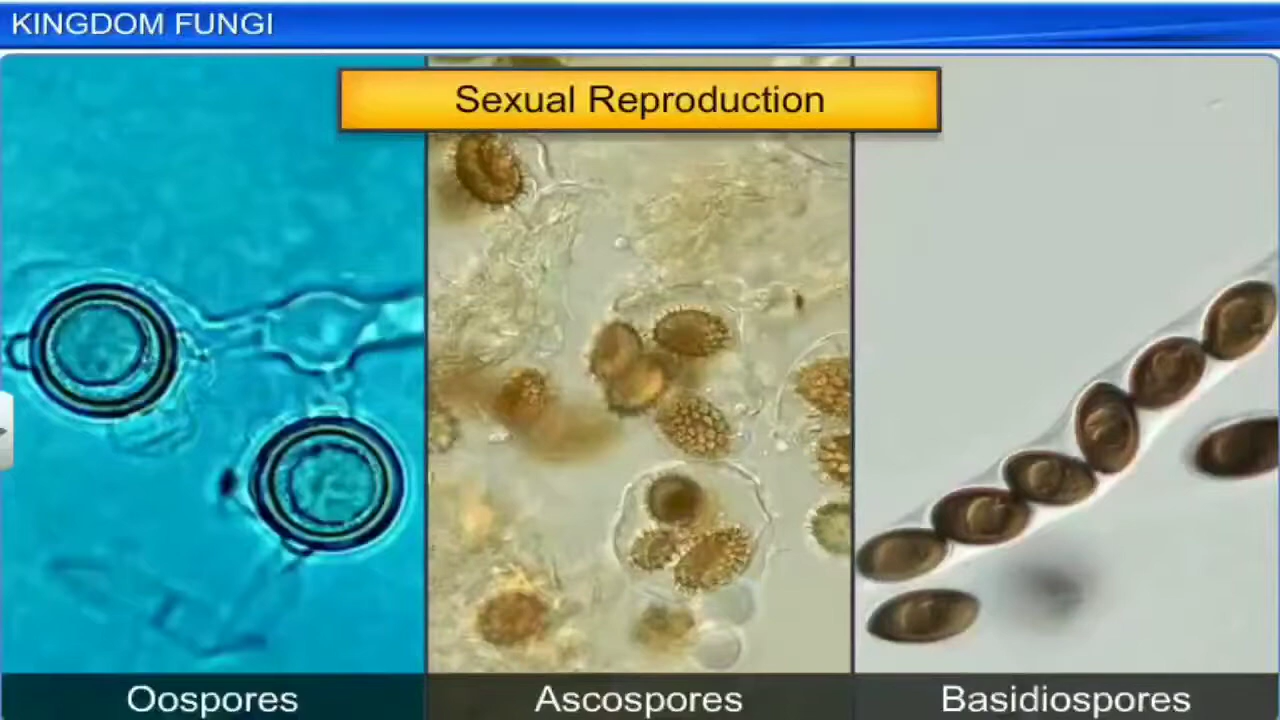 KINGDOM FUNGI
Sexual Reproduction
Oospores
Ascospores
Basidiospores